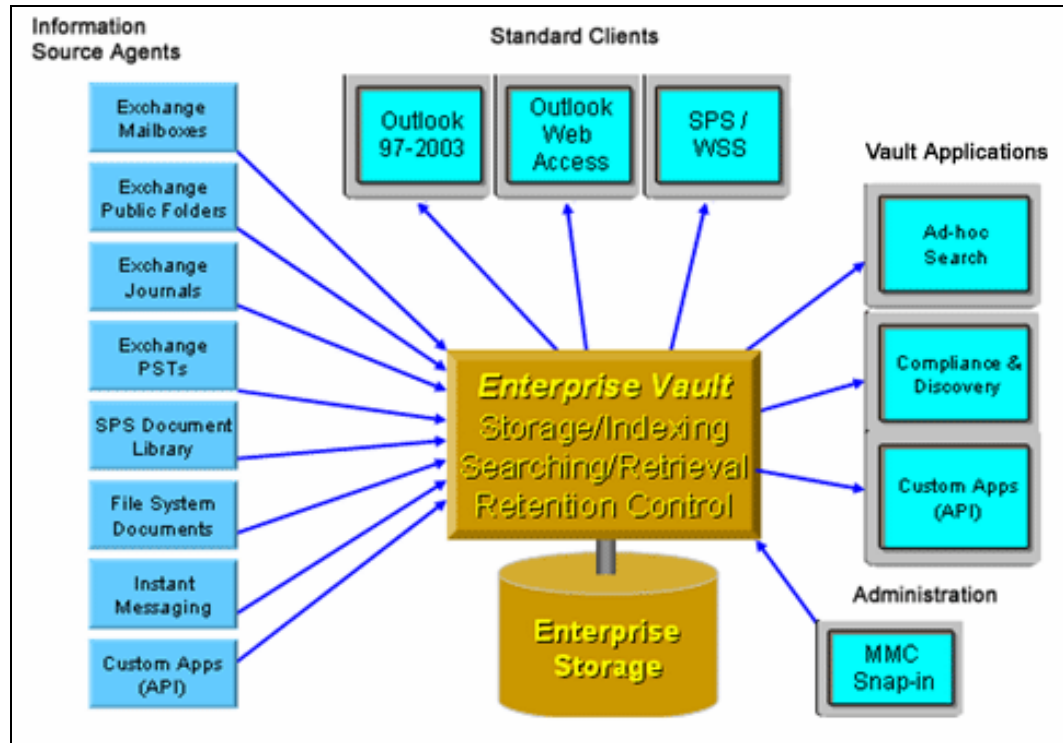 Information
Source Agents
Exchange
Mailboxes
Exchange
Public Folders
Exchange
Journals
Exchange
PSTs
SPS Document
Library
File System
Documents
Instant
Messaging
Custom Apps
(API)
Standard Clients
Outlook
97-2003
Outlook
Web
Access
SPS /
WSS
Vault Applications
Ad-hoc
Search
Compliance &
Discovery
Custom Apps
(API)
Enterprise Vault
Storage/Indexing
Searching/Retrieval
Retention Control
Enterprise
Storage
Administration
MMC
Snap-in